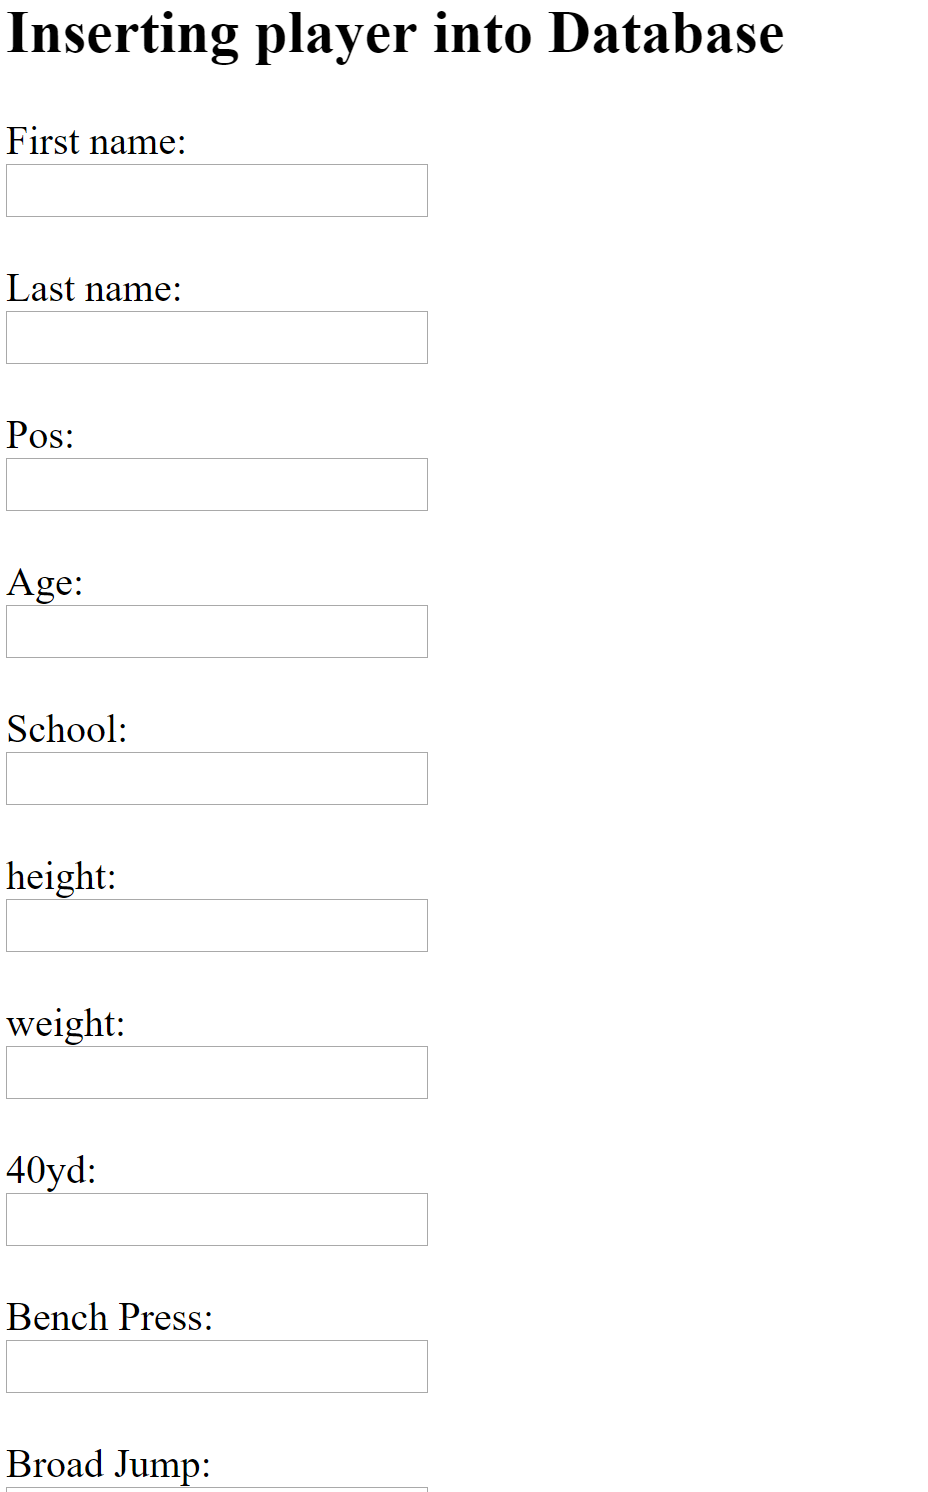 Inserting player into Database
First name:
Last name:
Pos:
Age:
School:
height:
weight:
40yd:
Bench Press:
Broad Jump: